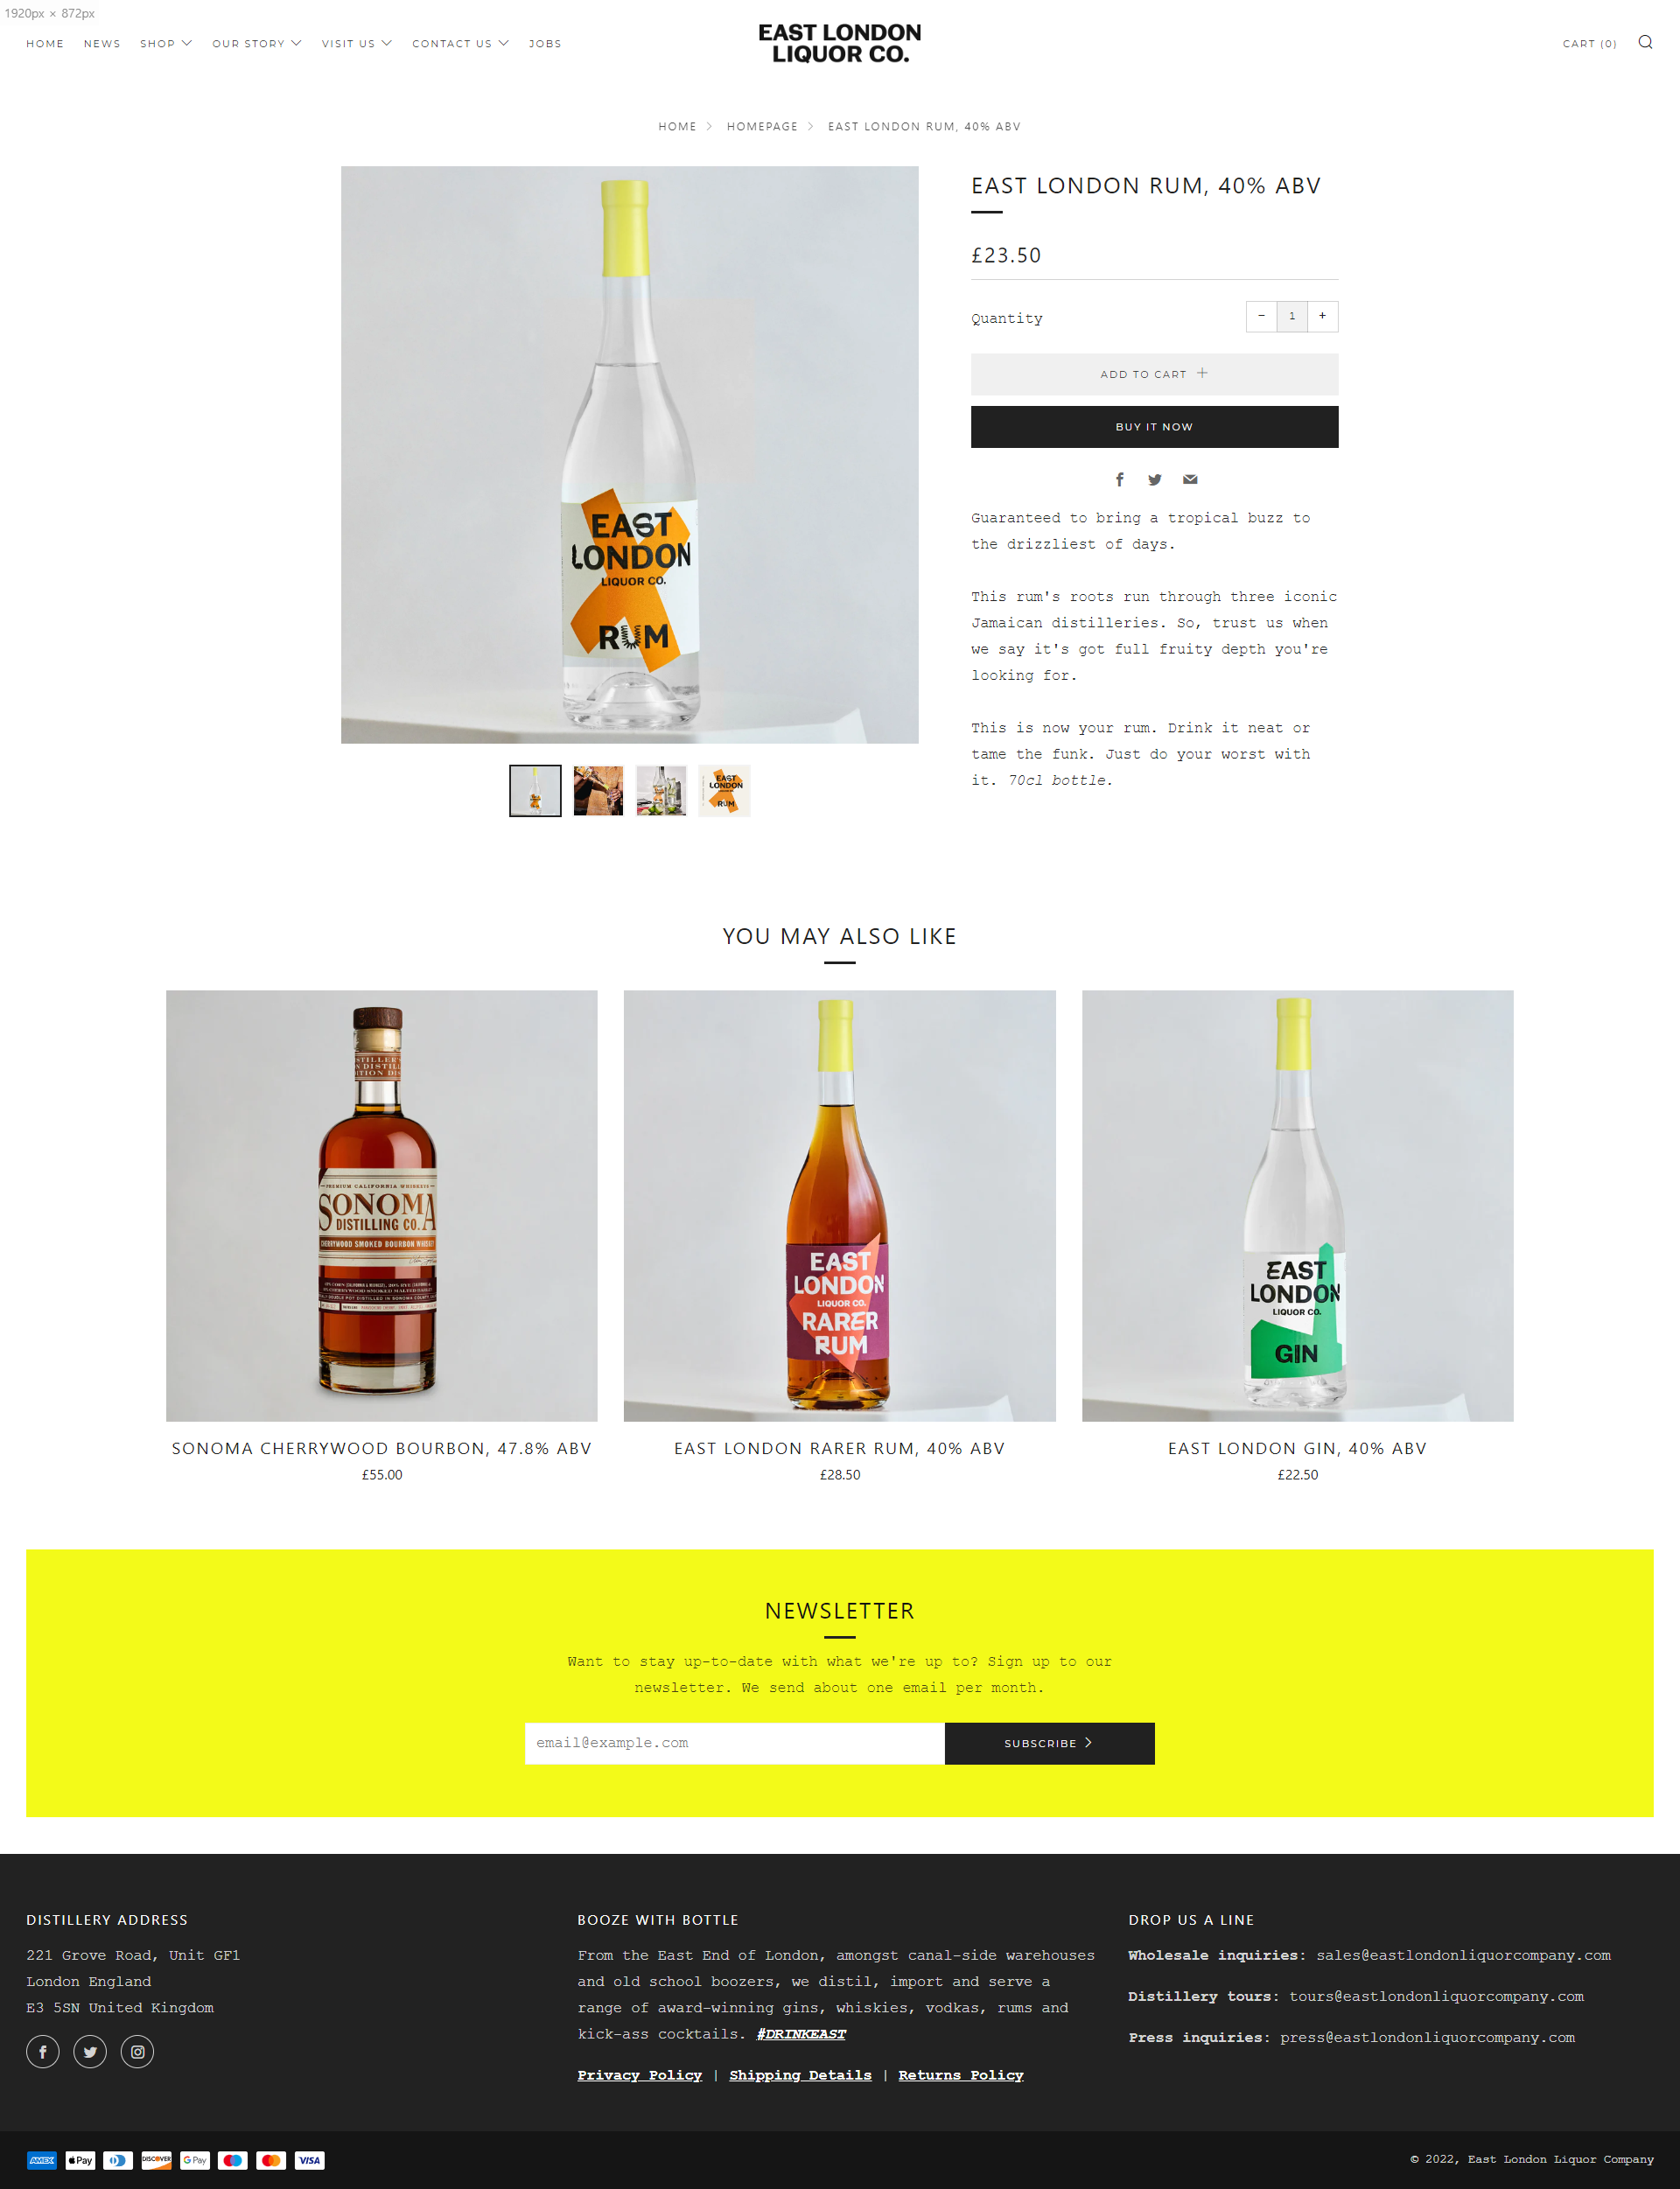 1920px × 872px
HOME NEWS SHOP OUR STORY VISIT US CONTACT US JOBS
EAST LONDON
LIQUOR CO.
CART (0)
HOME HOMEPAGE EAST LONDON RUM, 40% ABV
EAST
LONDON
LIQUOR CO.
RUM
EAST LONDON RUM, 40% ABV
£23.50
Quantity
− 1 +
ADD TO CART +
BUY IT NOW
Guaranteed to bring a tropical buzz to
the drizzliest of days.
This rum's roots run through three iconic
Jamaican distilleries. So, trust us when
we say it's got full fruity depth you're
looking for.
This is now your rum. Drink it neat or
tame the funk. Just do your worst with
it. 70cl bottle.
EAST
LONDON
RUM
YOU MAY ALSO LIKE
PREMIUM CALIFORNIA WHISKEYS
SONOMA
DISTILLING CO.
CHERRYWOOD SMOKED BOURBON WHISKEY
EAST
LONDON
LIQUOR CO.
RARER
RUM
EAST
LONDON
LIQUOR CO.
GIN
SONOMA CHERRYWOOD BOURBON, 47.8% ABV
£55.00
EAST LONDON RARER RUM, 40% ABV
£28.50
EAST LONDON GIN, 40% ABV
£22.50
NEWSLETTER
Want to stay up-to-date with what we're up to? Sign up to our
newsletter. We send about one email per month.
email@example.com
SUBSCRIBE
DISTILLERY ADDRESS
221 Grove Road, Unit GF1
London England
E3 5SN United Kingdom
BOOZE WITH BOTTLE
From the East End of London, amongst canal-side warehouses
and old school boozers, we distil, import and serve a
range of award-winning gins, whiskies, vodkas, rums and
kick-ass cocktails. #DRINKEAST
Privacy Policy | Shipping Details | Returns Policy
DROP US A LINE
Wholesale inquiries: sales@eastlondonliquorcompany.com
Distillery tours: tours@eastlondonliquorcompany.com
Press inquiries: press@eastlondonliquorcompany.com
AMEX Pay DISCOVER G Pay VISA
© 2022, East London Liquor Company